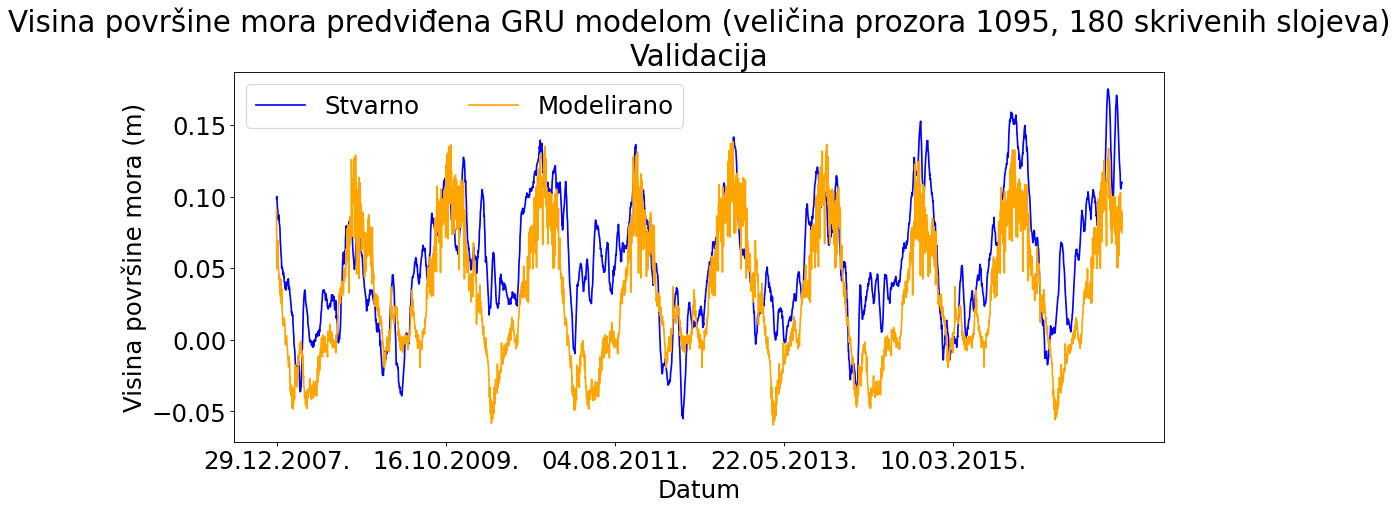 Visina površine mora predviđena GRU modelom (veličina prozora 1095, 180 skrivenih slojeva)
Validacija
Stvarno
Modelirano
Visina površine mora (m)
0.15
0.10
0.05
0.00
−0.05
29.12.2007.
16.10.2009.
04.08.2011.
22.05.2013.
10.03.2015.
Datum